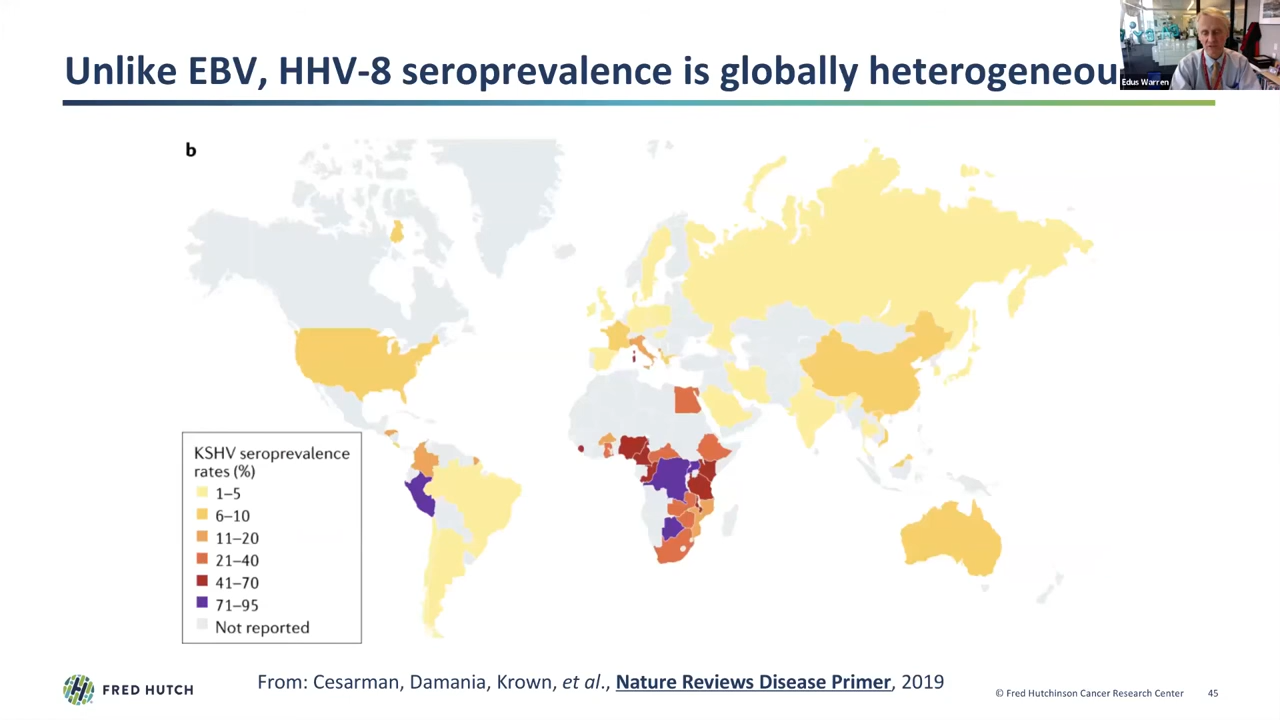 Unlike EBV, HHV-8 seroprevalence is globally heterogeneou
Edus Warren
b
KSHV seroprevalence
rates (%)
1–5
6–10
11–20
21–40
41–70
71–95
Not reported
FRED HUTCH
From: Cesarman, Damania, Krown, et al., Nature Reviews Disease Primer, 2019
© Fred Hutchinson Cancer Research Center
45